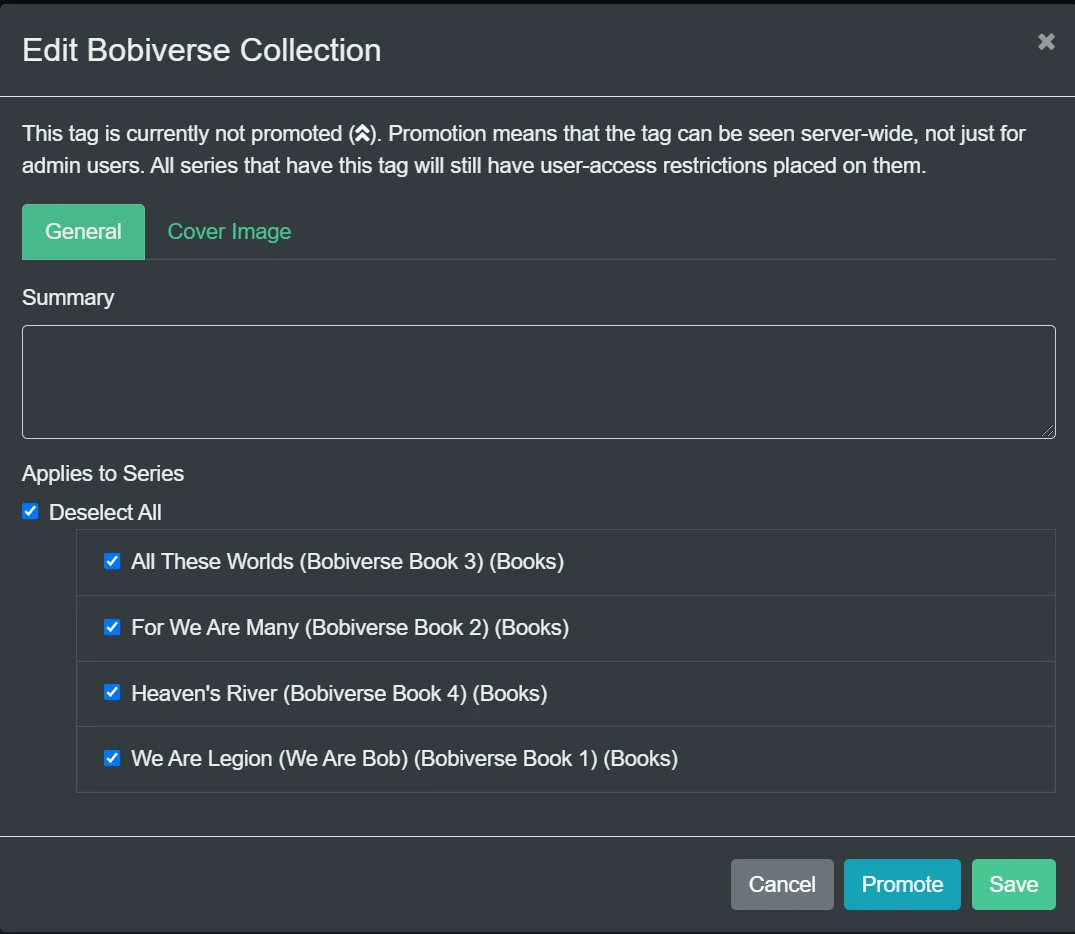 Edit Bobiverse Collection
This tag is currently not promoted (). Promotion means that the tag can be seen server-wide, not just for
admin users. All series that have this tag will still have user-access restrictions placed on them.
General
Cover Image
Summary
Applies to Series
Deselect All
All These Worlds (Bobiverse Book 3) (Books)
For We Are Many (Bobiverse Book 2) (Books)
Heaven's River (Bobiverse Book 4) (Books)
We Are Legion (We Are Bob) (Bobiverse Book 1) (Books)
Cancel
Promote
Save